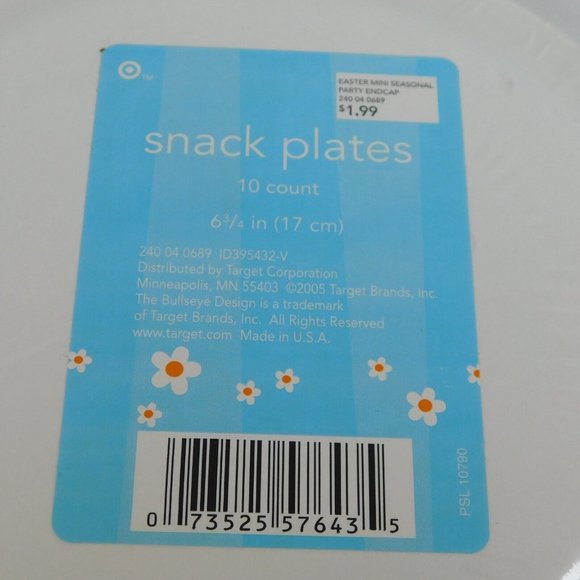 TM
EASTER MINI SEASONAL
PARTY ENDCAP
240 04 0689
$1.99
snack plates
10 count
6¾ in (17 cm)
240 04 0689 ID395432-V
Distributed by Target Corporation
Minneapolis, MN 55403 ©2005 Target Brands, Inc.
The Bullseye Design is a trademark
of Target Brands, Inc. All Rights Reserved
www.target.com Made in U.S.A.
PSL 10790
0 73525 57643 5